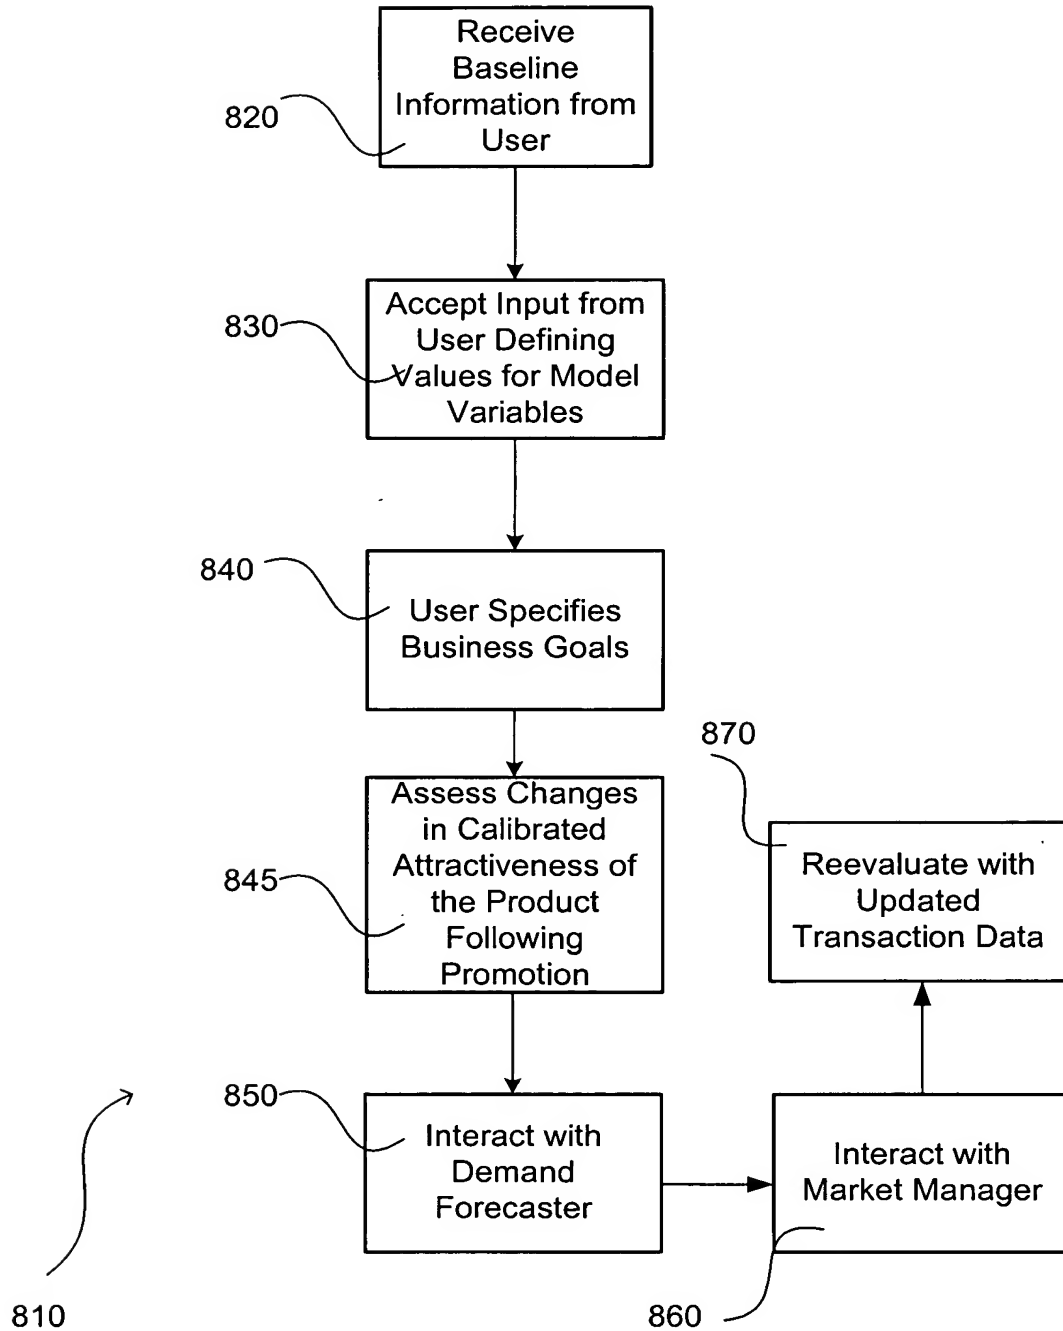 Receive
Baseline
Information from
User
820
Accept Input from
User Defining
Values for Model
Variables
830
840
User Specifies
Business Goals
870
Assess Changes
in Calibrated
Attractiveness of
the Product
Following
Promotion
845
Reevaluate with
Updated
Transaction Data
850
Interact with
Demand
Forecaster
Interact with
Market Manager
810
860